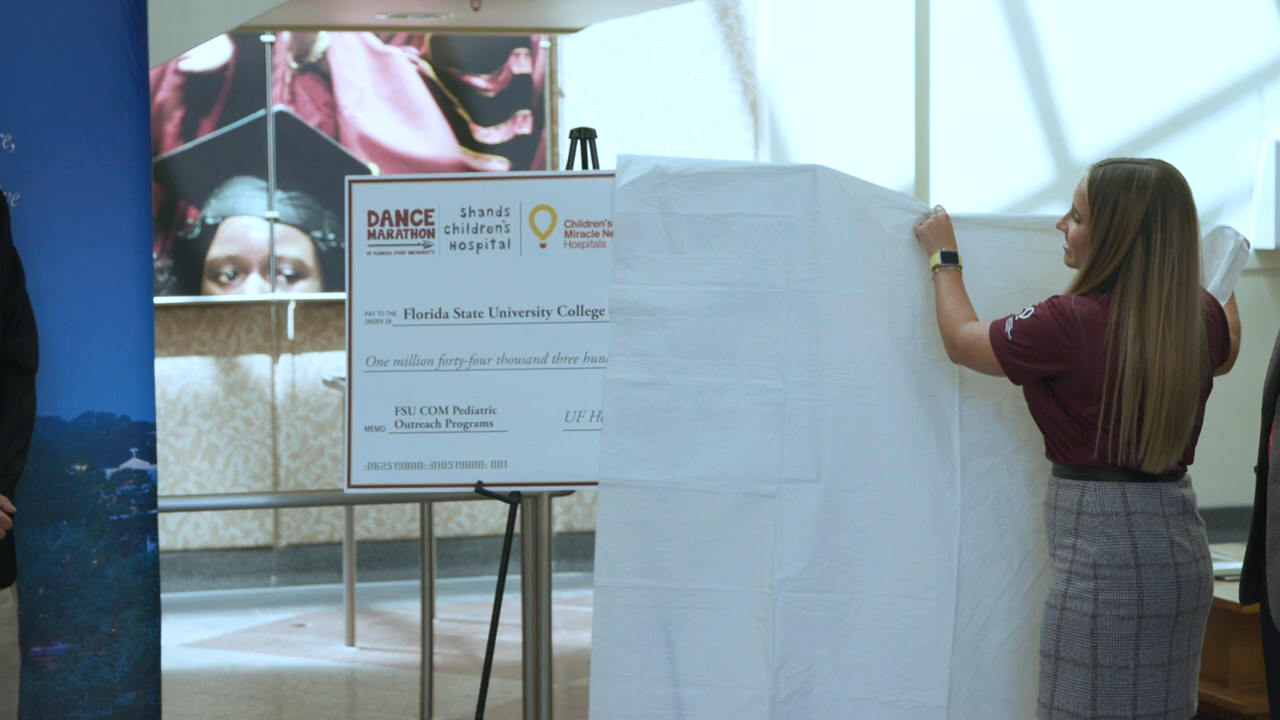 DANCE
MARATHON
AT FLORIDA STATE UNIVERSITY
Shands
children's
Hospital
Children's
Miracle Ne
Hospitals
PAY TO THE
ORDER OF
Florida State University College
One million forty-four thousand three hun
MEMO
FSU COM Pediatric
Outreach Programs
UF H
:062519800::010519800: 001